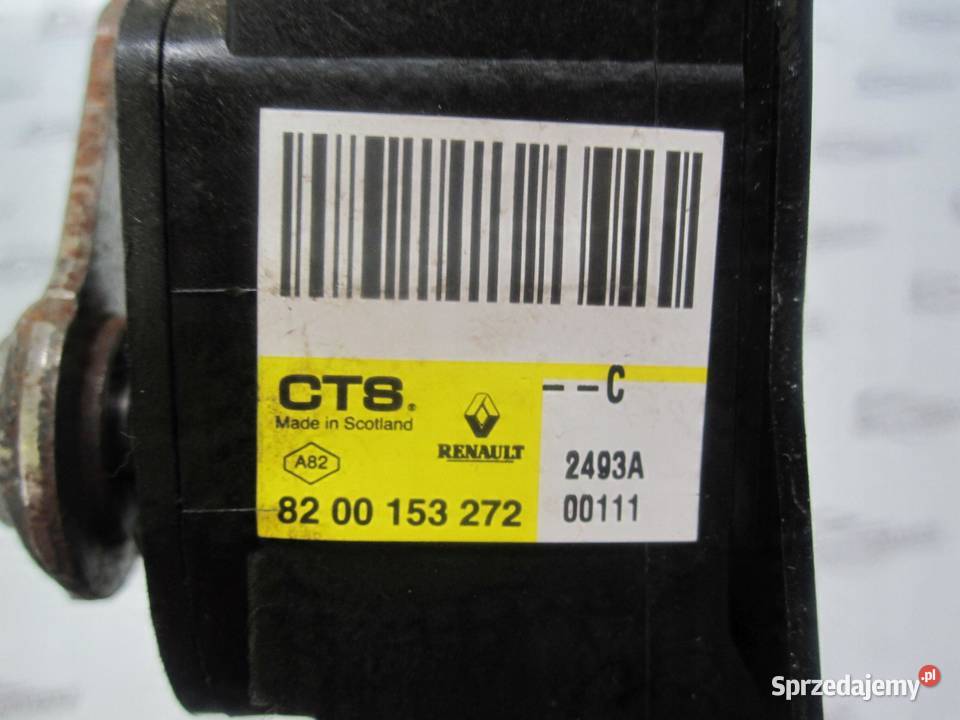 --C
CTS®
Made in Scotland
A82
RENAULT
2493A
82 00 153 272
00111
Sprzedajemy.pl